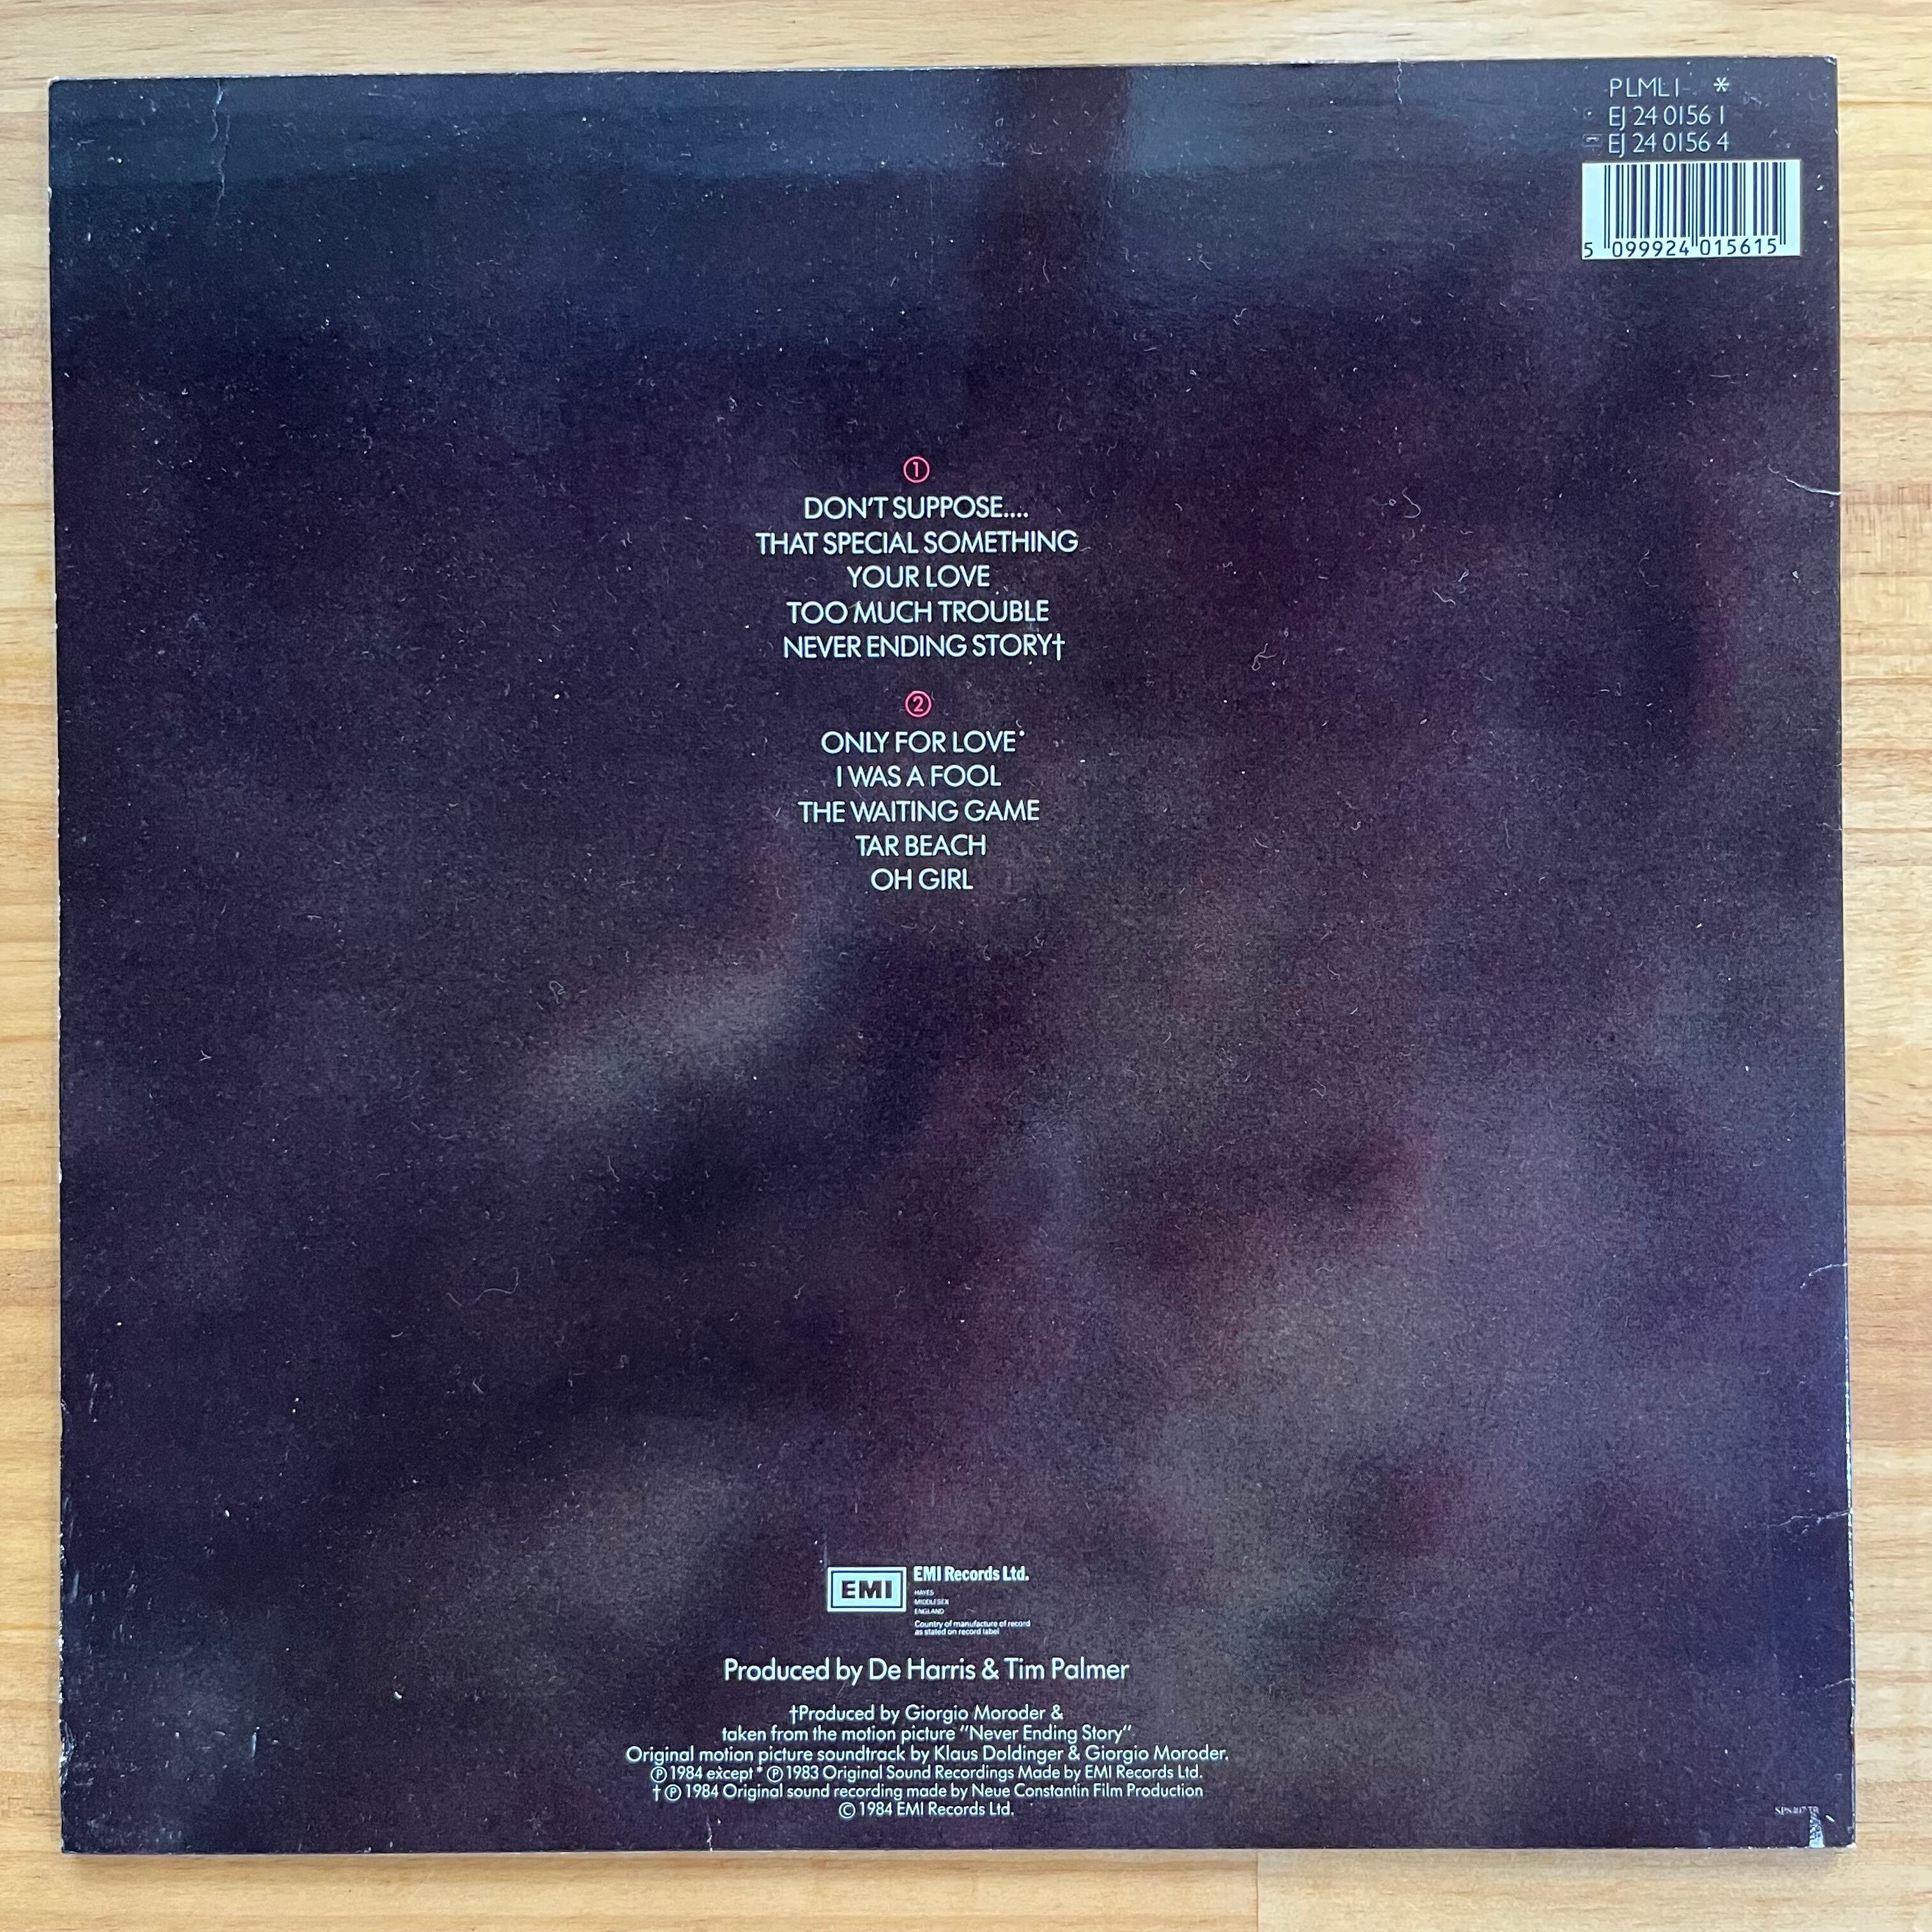 PLML1 *
EJ 24 0156 1
EJ 24 0156 4
5 099924 015615
①
DON'T SUPPOSE....
THAT SPECIAL SOMETHING
YOUR LOVE
TOO MUCH TROUBLE
NEVER ENDING STORY†
②
ONLY FOR LOVE*
I WAS A FOOL
THE WAITING GAME
TAR BEACH
OH GIRL
EMI
EMI Records Ltd.
HAYES
MIDDLESEX
ENGLAND
Country of manufacture of record
as stated on record label
Produced by De Harris & Tim Palmer
†Produced by Giorgio Moroder &
taken from the motion picture "Never Ending Story"
Original motion picture soundtrack by Klaus Doldinger & Giorgio Moroder.
℗ 1984 except * ℗ 1983 Original Sound Recordings Made by EMI Records Ltd.
† ℗ 1984 Original sound recording made by Neue Constantin Film Production
© 1984 EMI Records Ltd.